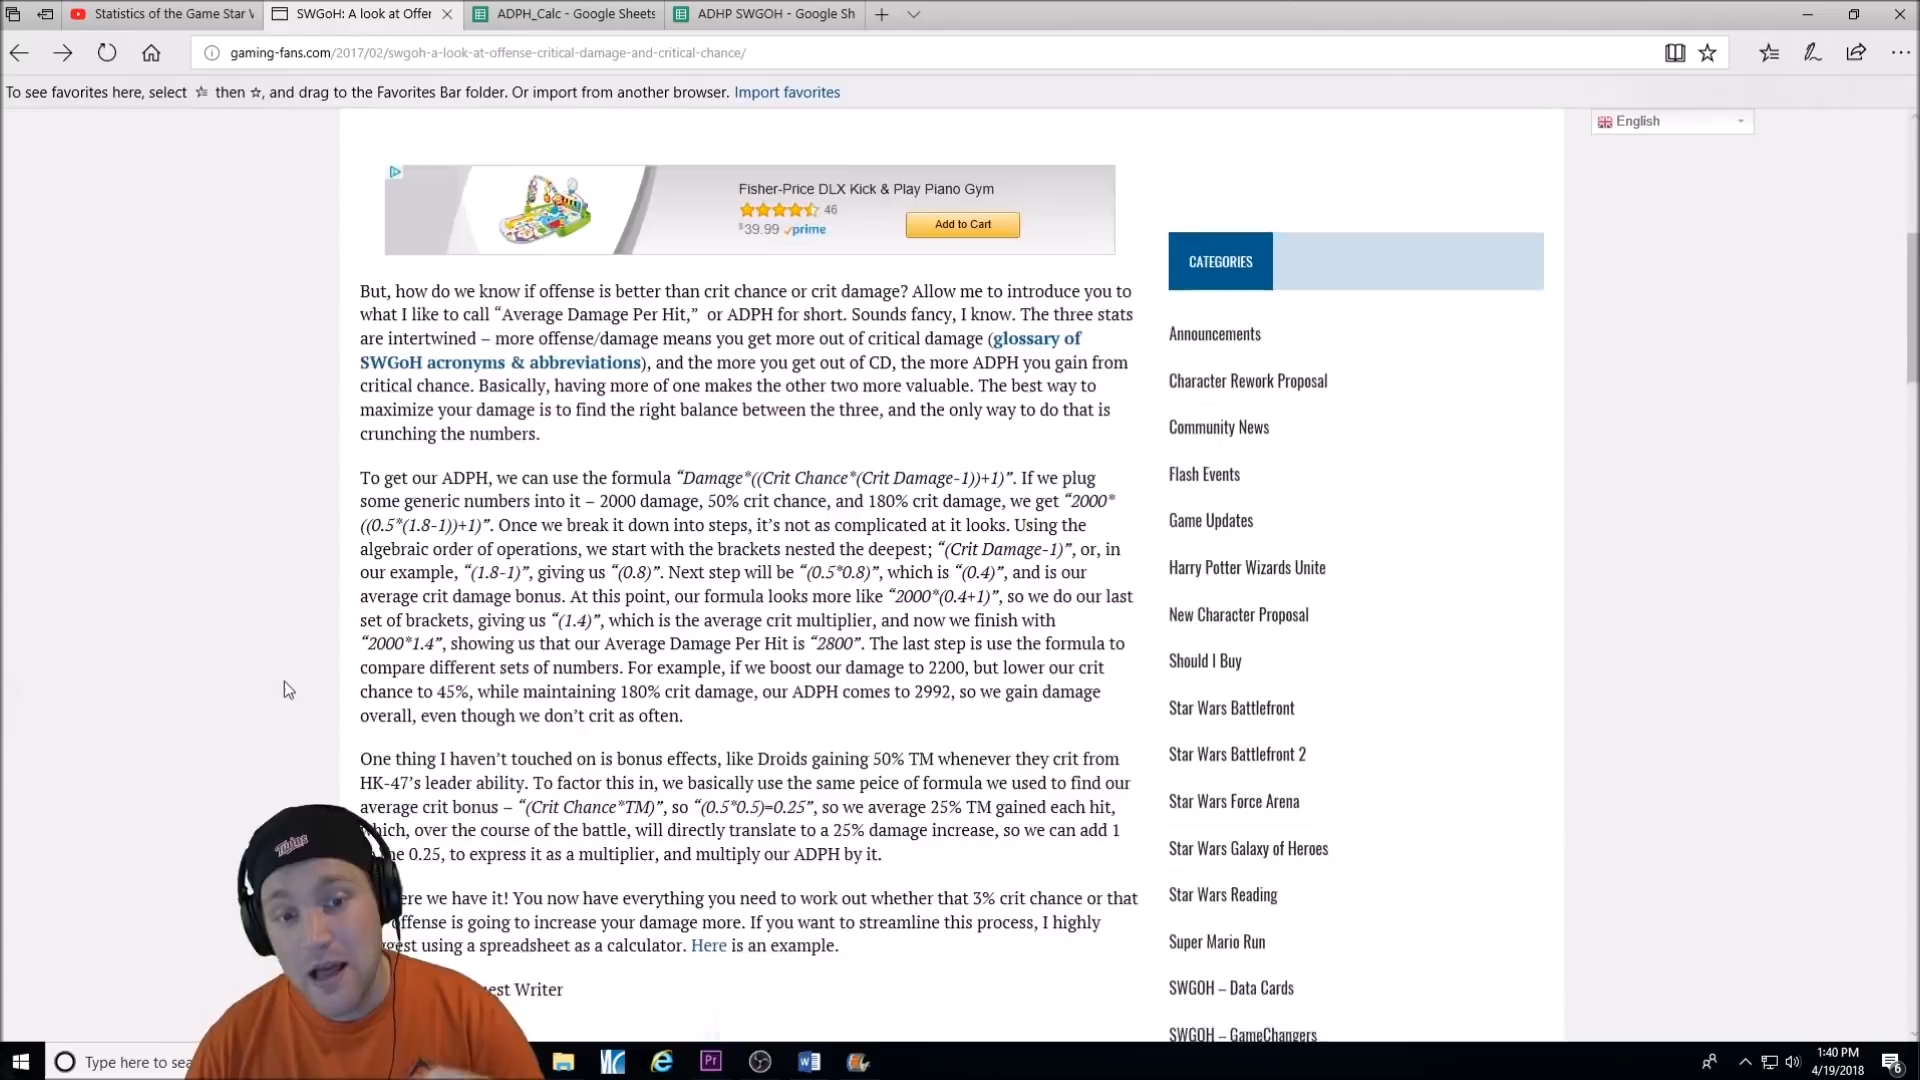 Statistics of the Game Star V
SWGoH: A look at Offer
ADPH_Calc - Google Sheets
ADHP SWGOH - Google Sh
gaming-fans.com/2017/02/swgoh-a-look-at-offense-critical-damage-and-critical-chance/
To see favorites here, select then ☆, and drag to the Favorites Bar folder. Or import from another browser. Import favorites
English
Fisher-Price DLX Kick & Play Piano Gym
46
$39.99 prime
Add to Cart
But, how do we know if offense is better than crit chance or crit damage? Allow me to introduce you to
what I like to call “Average Damage Per Hit,” or ADPH for short. Sounds fancy, I know. The three stats
are intertwined – more offense/damage means you get more out of critical damage (glossary of
SWGoH acronyms & abbreviations), and the more you get out of CD, the more ADPH you gain from
critical chance. Basically, having more of one makes the other two more valuable. The best way to
maximize your damage is to find the right balance between the three, and the only way to do that is
crunching the numbers.
To get our ADPH, we can use the formula “Damage*((Crit Chance*(Crit Damage-1))+1)”. If we plug
some generic numbers into it – 2000 damage, 50% crit chance, and 180% crit damage, we get “2000*
((0.5*(1.8-1))+1)”. Once we break it down into steps, it’s not as complicated at it looks. Using the
algebraic order of operations, we start with the brackets nested the deepest; “(Crit Damage-1)”, or, in
our example, “(1.8-1)”, giving us “(0.8)”. Next step will be “(0.5*0.8)”, which is “(0.4)”, and is our
average crit damage bonus. At this point, our formula looks more like “2000*(0.4+1)”, so we do our last
set of brackets, giving us “(1.4)”, which is the average crit multiplier, and now we finish with
“2000*1.4”, showing us that our Average Damage Per Hit is “2800”. The last step is use the formula to
compare different sets of numbers. For example, if we boost our damage to 2200, but lower our crit
chance to 45%, while maintaining 180% crit damage, our ADPH comes to 2992, so we gain damage
overall, even though we don’t crit as often.
One thing I haven’t touched on is bonus effects, like Droids gaining 50% TM whenever they crit from
HK-47’s leader ability. To factor this in, we basically use the same peice of formula we used to find our
average crit bonus – “(Crit Chance*TM)”, so “(0.5*0.5)=0.25”, so we average 25% TM gained each hit,
which, over the course of the battle, will directly translate to a 25% damage increase, so we can add 1
he 0.25, to express it as a multiplier, and multiply our ADPH by it.
ere we have it! You now have everything you need to work out whether that 3% crit chance or that
offense is going to increase your damage more. If you want to streamline this process, I highly
ggest using a spreadsheet as a calculator. Here is an example.
est Writer
CATEGORIES
Announcements
Character Rework Proposal
Community News
Flash Events
Game Updates
Harry Potter Wizards Unite
New Character Proposal
Should I Buy
Star Wars Battlefront
Star Wars Battlefront 2
Star Wars Force Arena
Star Wars Galaxy of Heroes
Star Wars Reading
Super Mario Run
SWGOH – Data Cards
SWGOH – GameChangers
Twins
Type here to sea
Pr
1:40 PM
4/19/2018
6